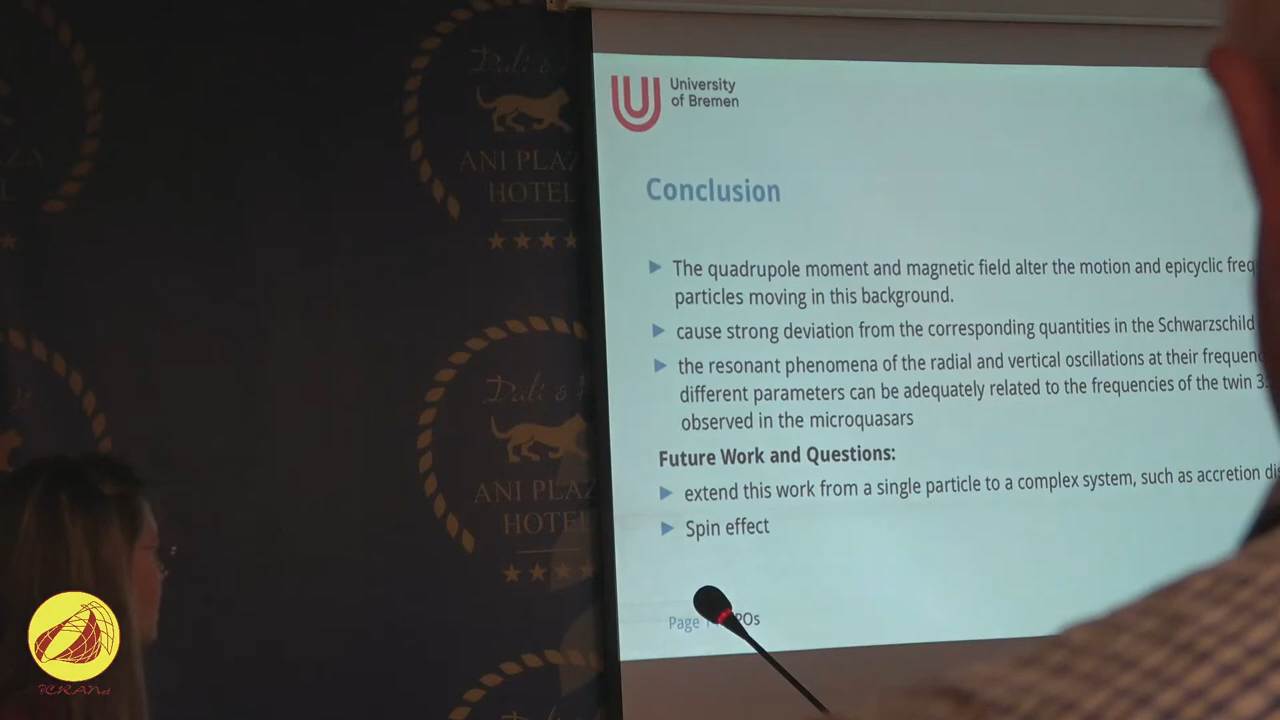 University
of Bremen
Conclusion
The quadrupole moment and magnetic field alter the motion and epicyclic
particles moving in this background.
cause strong deviation from the corresponding quantities in the Schwarzschild
the resonant phenomena of the radial and vertical oscillations at their
different parameters can be adequately related to the frequencies of the twin
observed in the microquasars
Future Work and Questions:
extend this work from a single particle to a complex system, such as accretion
Spin effect
Page
ANI
HOTEL
ANI
HOTEL
ICRANet